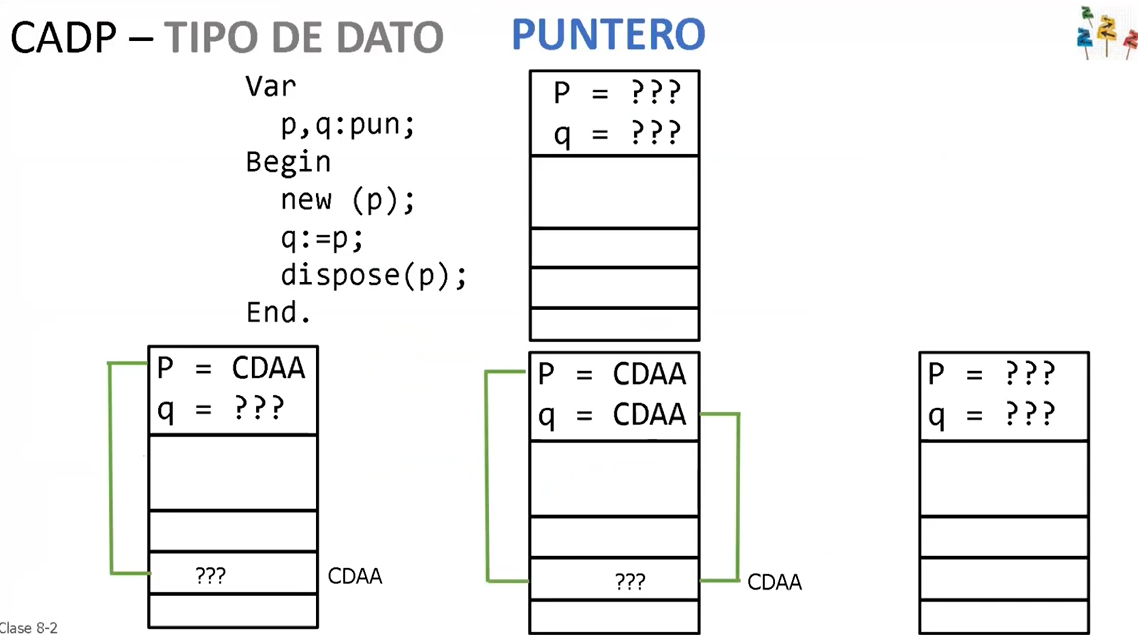 CADP – TIPO DE DATO PUNTERO
Var
p,q:pun;
Begin
new (p);
q:=p;
dispose(p);
End.
P = ???
q = ???
P = CDAA
q = ???
??? CDAA
P = CDAA
q = CDAA
??? CDAA
P = ???
q = ???
Clase 8-2